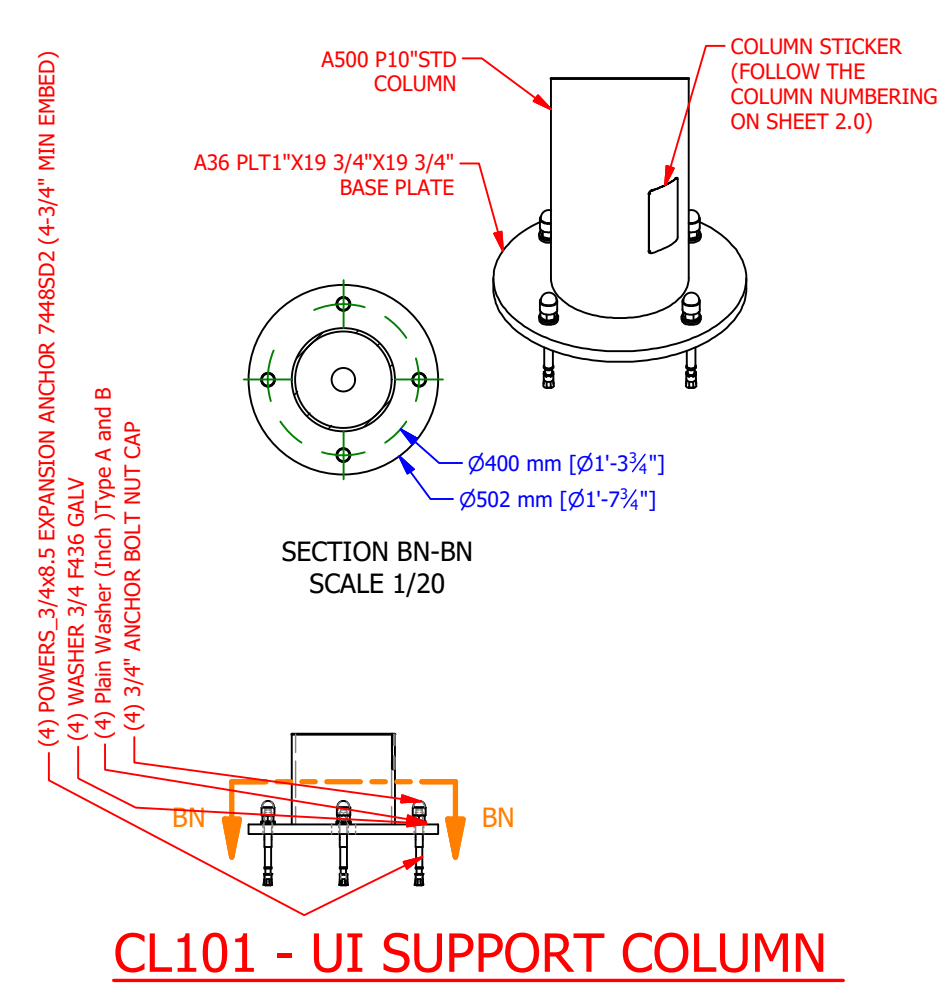 A500 P10"STD
COLUMN
COLUMN STICKER
(FOLLOW THE
COLUMN NUMBERING
ON SHEET 2.0)
A36 PLT1"X19 3/4"X19 3/4"
BASE PLATE
(4) POWERS_3/4x8.5 EXPANSION ANCHOR 7448SD2 (4-3/4" MIN EMBED)
(4) WASHER 3/4 F436 GALV
(4) Plain Washer (Inch )Type A and B
(4) 3/4" ANCHOR BOLT NUT CAP
Ø400 mm [Ø1'-3¾"]
Ø502 mm [Ø1'-7¾"]
SECTION BN-BN
SCALE 1/20
BN
BN
CL101 - UI SUPPORT COLUMN